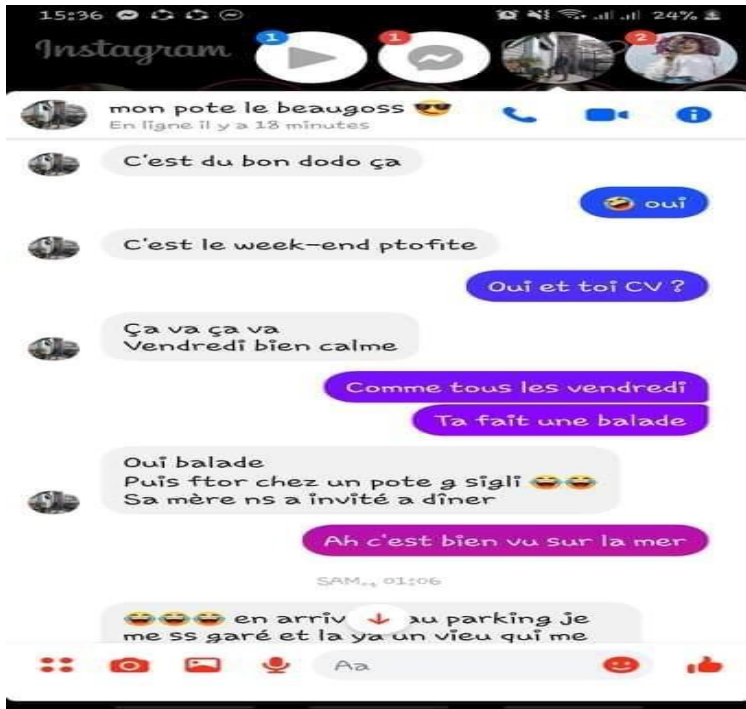 15:36
24%
Instagram
1
1
2
mon pote le beaugoss 😎
En ligne il y a 18 minutes
C'est du bon dodo ça
🤣 oui
C'est le week-end ptofite
Oui et toi CV ?
Ça va ça va
Vendredi bien calme
Comme tous les vendredi
Ta fait une balade
Oui balade
Puis ftor chez un pote g sigli 😂😂
Sa mère ns a invité a dîner
Ah c'est bien vu sur la mer
SAM., 01:06
😂😂😂 en arriv au parking je
me ss garé et la ya un vieu qui me
Aa